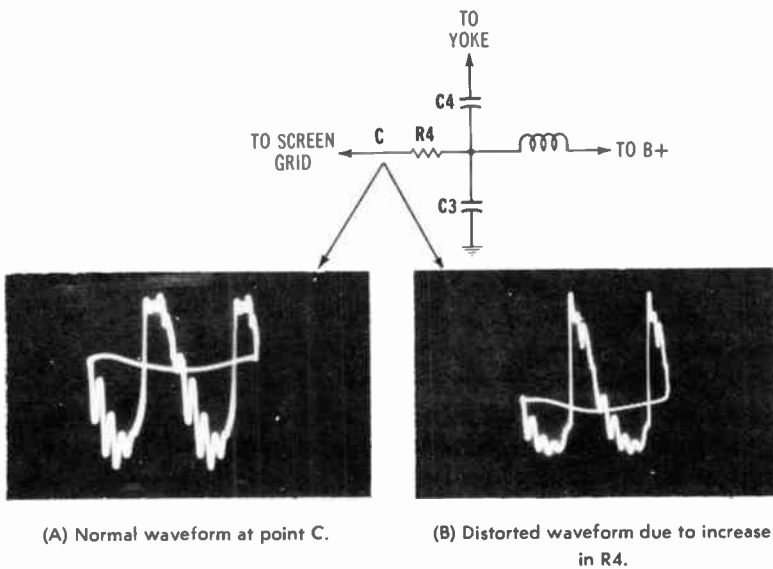 TO
YOKE
C4
TO SCREEN
GRID
C
R4
TO B+
C3
(A) Normal waveform at point C.
(B) Distorted waveform due to increase
in R4.